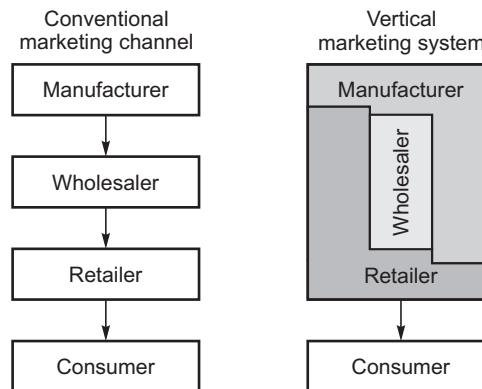 Conventional
marketing channel
Manufacturer
Wholesaler
Retailer
Consumer
Vertical
marketing system
Manufacturer
Wholesaler
Retailer
Consumer